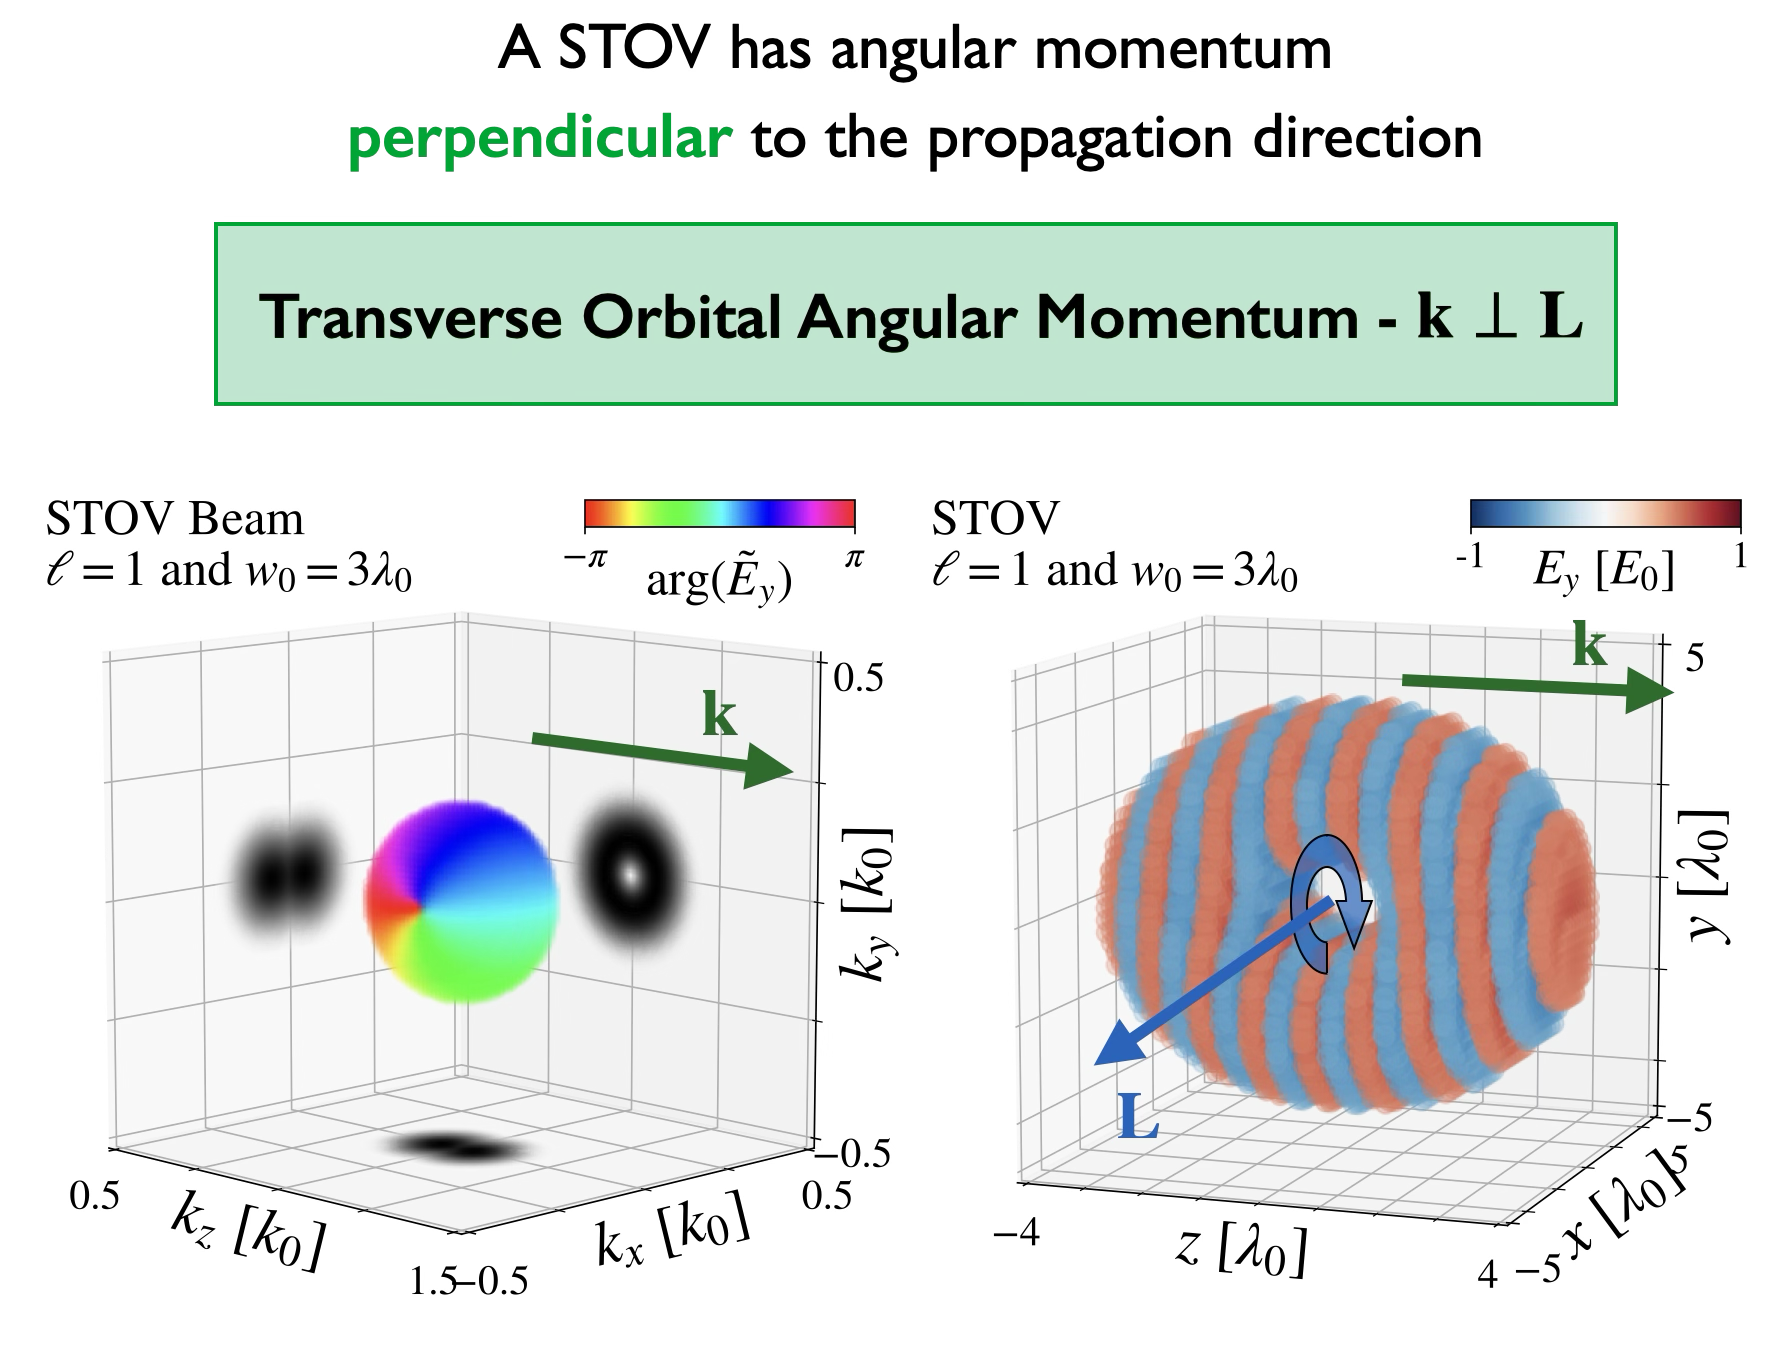 A STOV has angular momentum
perpendicular to the propagation direction
Transverse Orbital Angular Momentum - k ⊥ L
STOV Beam
ℓ = 1 and w₀ = 3λ₀
−π
π
arg(Ẽ_y)
k
0.5
k_y [k₀]
−0.5
0.5
k_z [k₀]
1.5
−0.5
k_x [k₀]
0.5
STOV
ℓ = 1 and w₀ = 3λ₀
-1
1
E_y [E₀]
k
5
y [λ₀]
−5
L
−4
z [λ₀]
4
−5
x [λ₀]
5